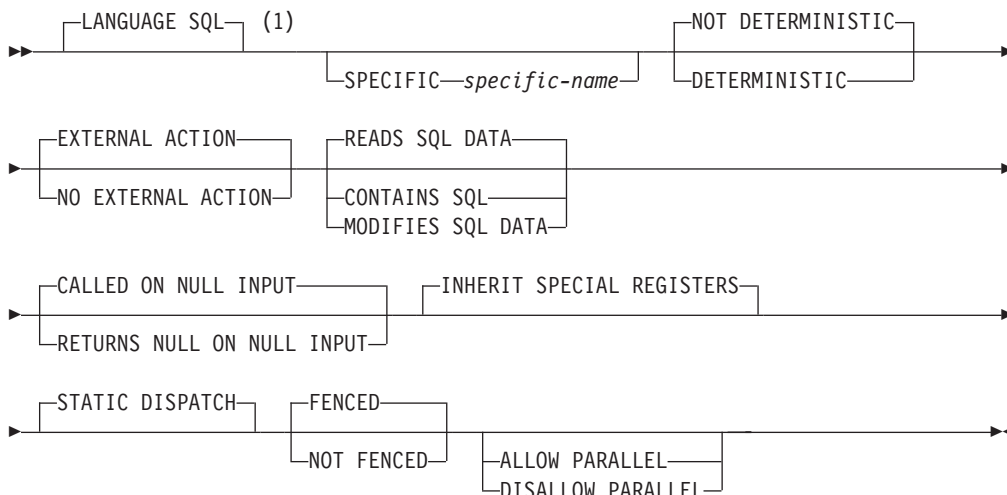 LANGUAGE SQL (1) NOT DETERMINISTIC
SPECIFIC specific-name DETERMINISTIC
EXTERNAL ACTION READS SQL DATA
NO EXTERNAL ACTION CONTAINS SQL
MODIFIES SQL DATA
CALLED ON NULL INPUT INHERIT SPECIAL REGISTERS
RETURNS NULL ON NULL INPUT
STATIC DISPATCH FENCED
NOT FENCED ALLOW PARALLEL
DISALLOW PARALLEL